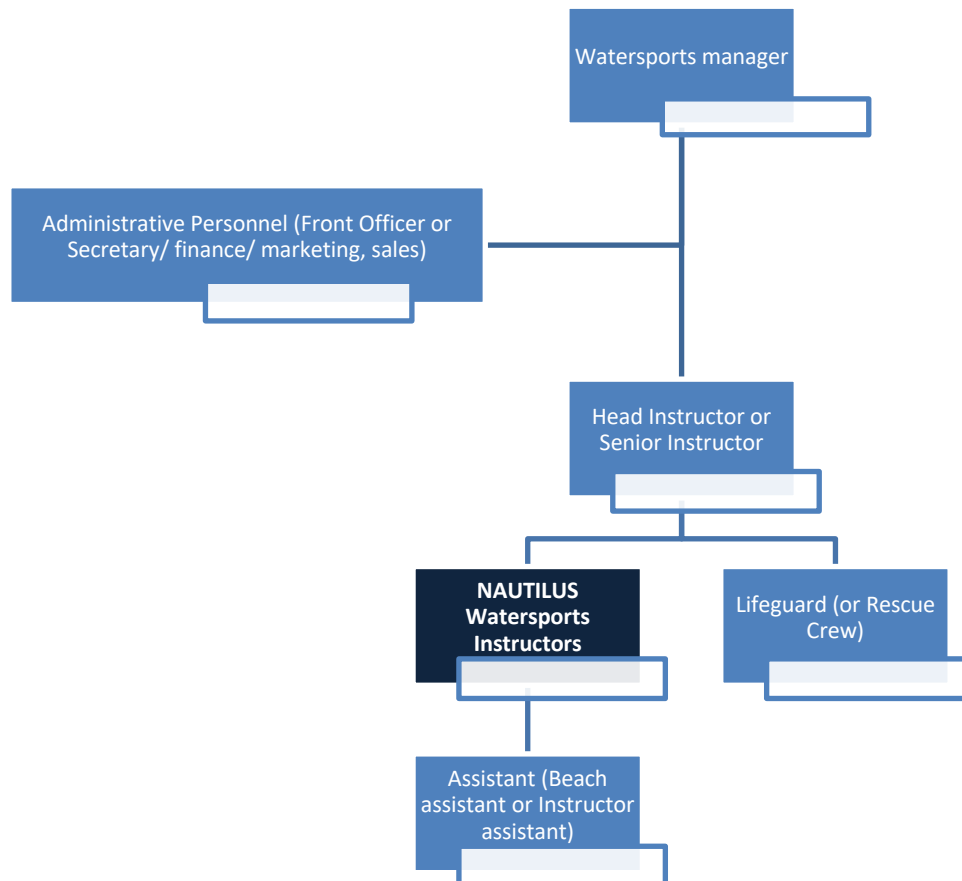 Watersports manager
Administrative Personnel (Front Officer or
Secretary/ finance/ marketing, sales)
Head Instructor or
Senior Instructor
NAUTILUS
Watersports
Instructors
Lifeguard (or Rescue
Crew)
Assistant (Beach
assistant or Instructor
assistant)